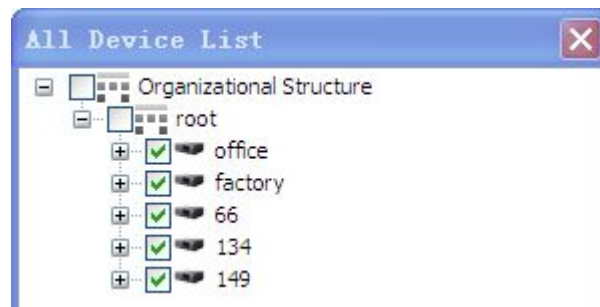 All Device List
Organizational Structure
root
office
factory
66
134
149